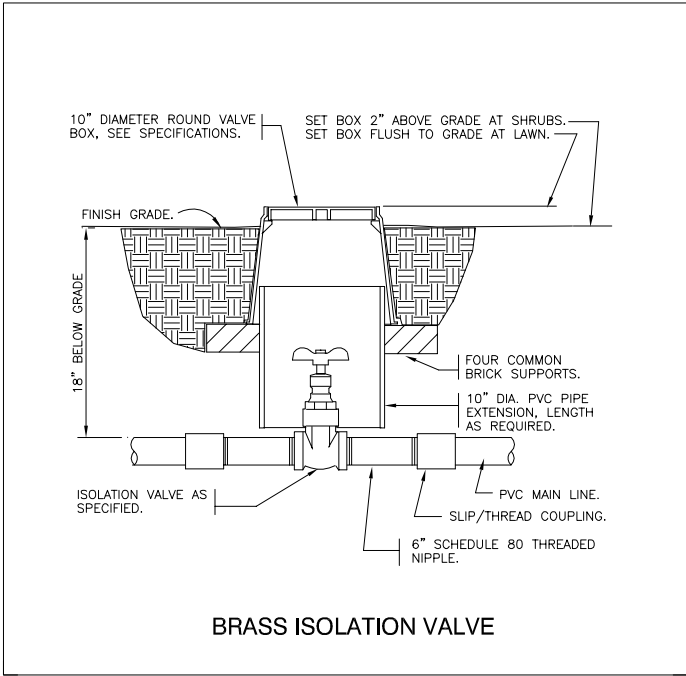 10” DIAMETER ROUND VALVE
BOX, SEE SPECIFICATIONS.
SET BOX 2” ABOVE GRADE AT SHRUBS.
SET BOX FLUSH TO GRADE AT LAWN.
FINISH GRADE.
18” BELOW GRADE
FOUR COMMON
BRICK SUPPORTS.
10” DIA. PVC PIPE
EXTENSION, LENGTH
AS REQUIRED.
ISOLATION VALVE AS
SPECIFIED.
PVC MAIN LINE.
SLIP/THREAD COUPLING.
6” SCHEDULE 80 THREADED
NIPPLE.
BRASS ISOLATION VALVE